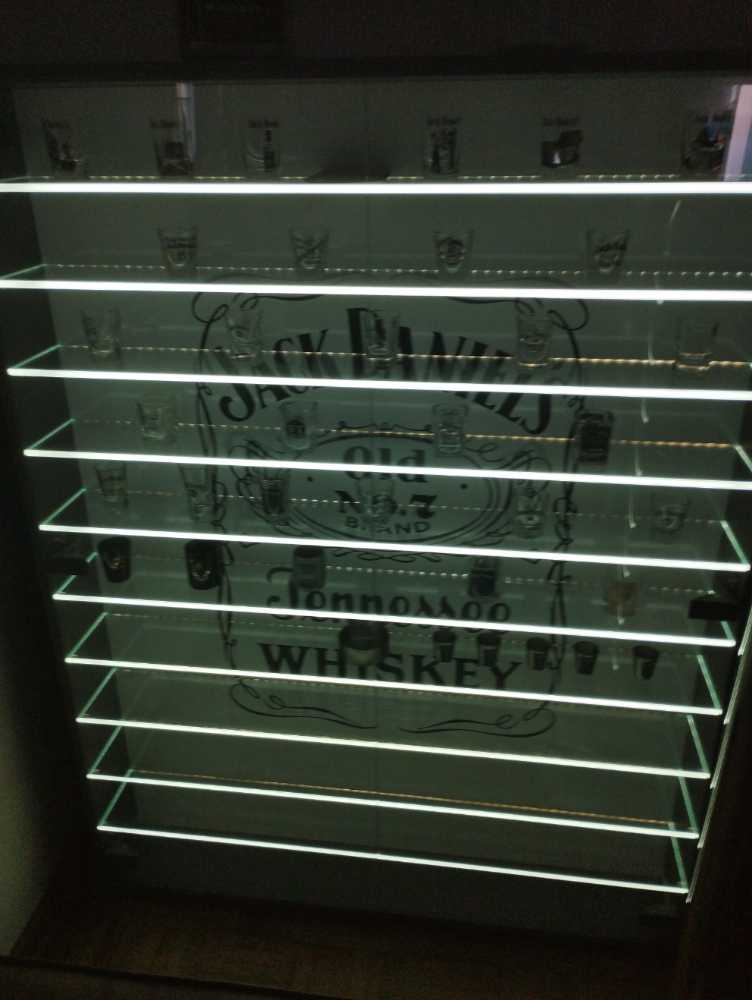 JACK DANIEL'S
Old
No. 7
BRAND
Tennessee
WHISKEY